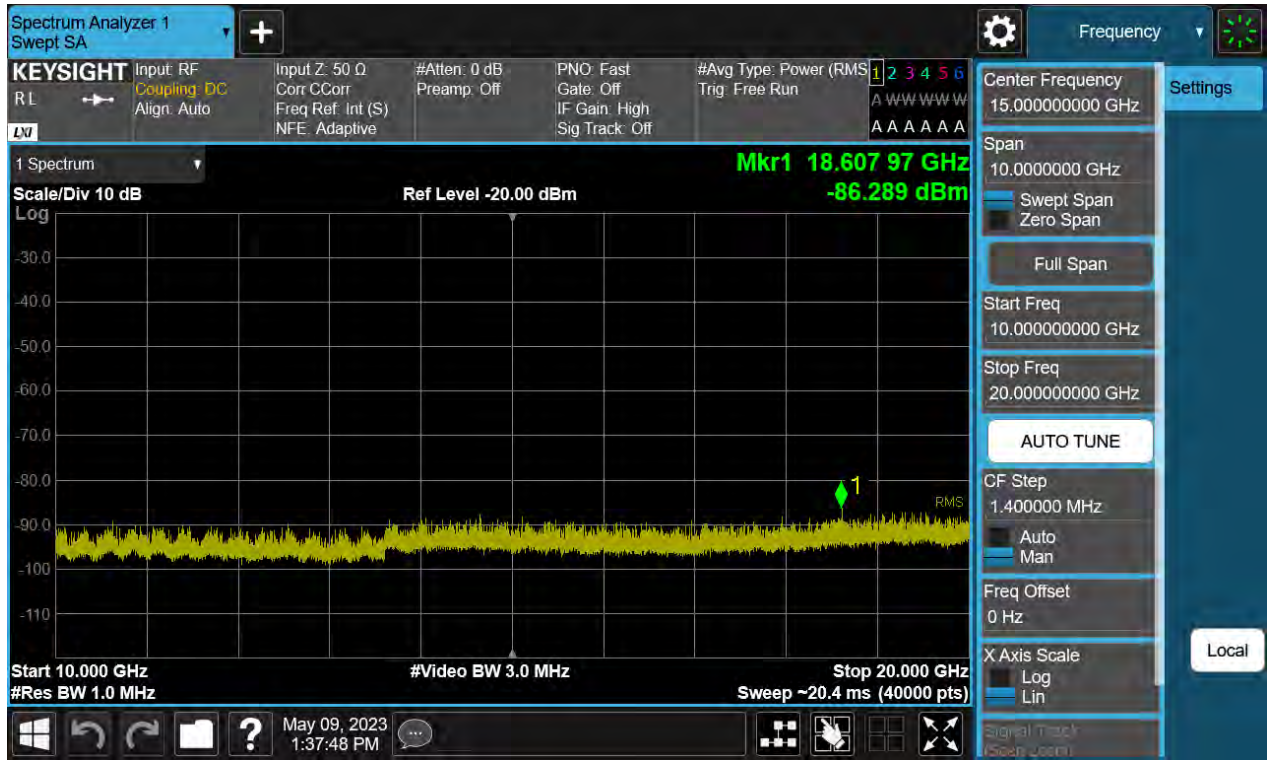 Spectrum Analyzer 1
Swept SA
Frequency
KEYSIGHT
RL
LXI
Input: RF
Coupling: DC
Align: Auto
Input Z: 50 Ω
Corr CCorr
Freq Ref: Int (S)
NFE: Adaptive
#Atten: 0 dB
Preamp: Off
PNO: Fast
Gate: Off
IF Gain: High
Sig Track: Off
#Avg Type: Power (RMS
Trig: Free Run
1 2 3 4 5 6
A W W W W W
A A A A A A
1 Spectrum
Mkr1 18.607 97 GHz
Scale/Div 10 dB
Ref Level -20.00 dBm
-86.289 dBm
Log
-30.0
-40.0
-50.0
-60.0
-70.0
-80.0
-90.0
-100
-110
1
RMS
Start 10.000 GHz
#Video BW 3.0 MHz
Stop 20.000 GHz
#Res BW 1.0 MHz
Sweep ~20.4 ms (40000 pts)
May 09, 2023
1:37:48 PM
Center Frequency
15.000000000 GHz
Settings
Span
10.0000000 GHz
Swept Span
Zero Span
Full Span
Start Freq
10.000000000 GHz
Stop Freq
20.000000000 GHz
AUTO TUNE
CF Step
1.400000 MHz
Auto
Man
Freq Offset
0 Hz
X Axis Scale
Log
Lin
Local
Signal Track
(Span Zoom)